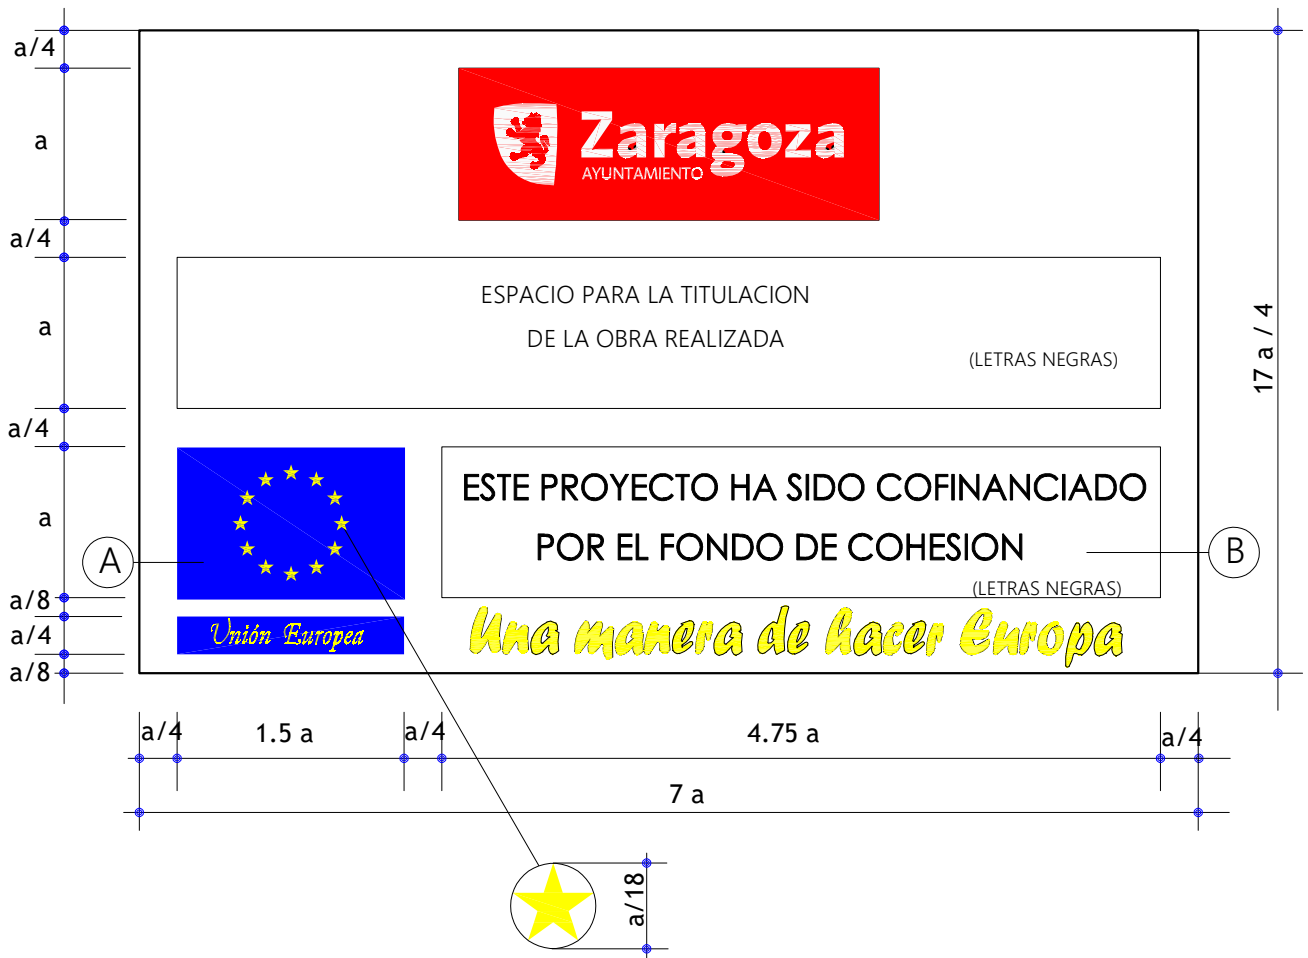 a/4
a
Zaragoza
AYUNTAMIENTO
a/4
ESPACIO PARA LA TITULACION
DE LA OBRA REALIZADA
(LETRAS NEGRAS)
a
17 a / 4
a/4
ESTE PROYECTO HA SIDO COFINANCIADO
POR EL FONDO DE COHESION
(LETRAS NEGRAS)
a
A
B
a/8
Unión Europea
Una manera de hacer Europa
a/4
a/8
a/4
1.5 a
a/4
4.75 a
a/4
7 a
a/18